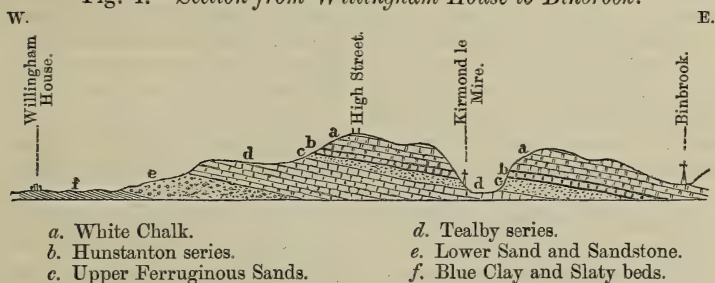 Fig. 1. Section from Willingham House to Binbrook.
W. E.
Willingham
House.
High Street.
Kirmond le
Mire.
Binbrook.
a
b
c
d
e
f
a
b
c
d
a. White Chalk.
b. Hunstanton series.
c. Upper Ferruginous Sands.
d. Tealby series.
e. Lower Sand and Sandstone.
f. Blue Clay and Slaty beds.